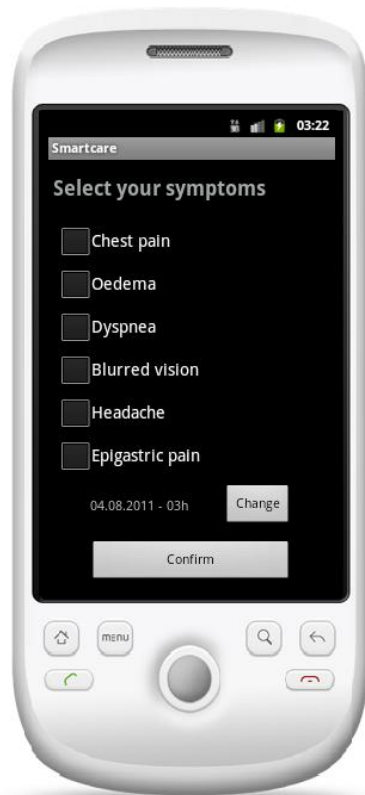 03:22
Smartcare
Select your symptoms
Chest pain
Oedema
Dyspnea
Blurred vision
Headache
Epigastric pain
04.08.2011 - 03h Change
Confirm
menu